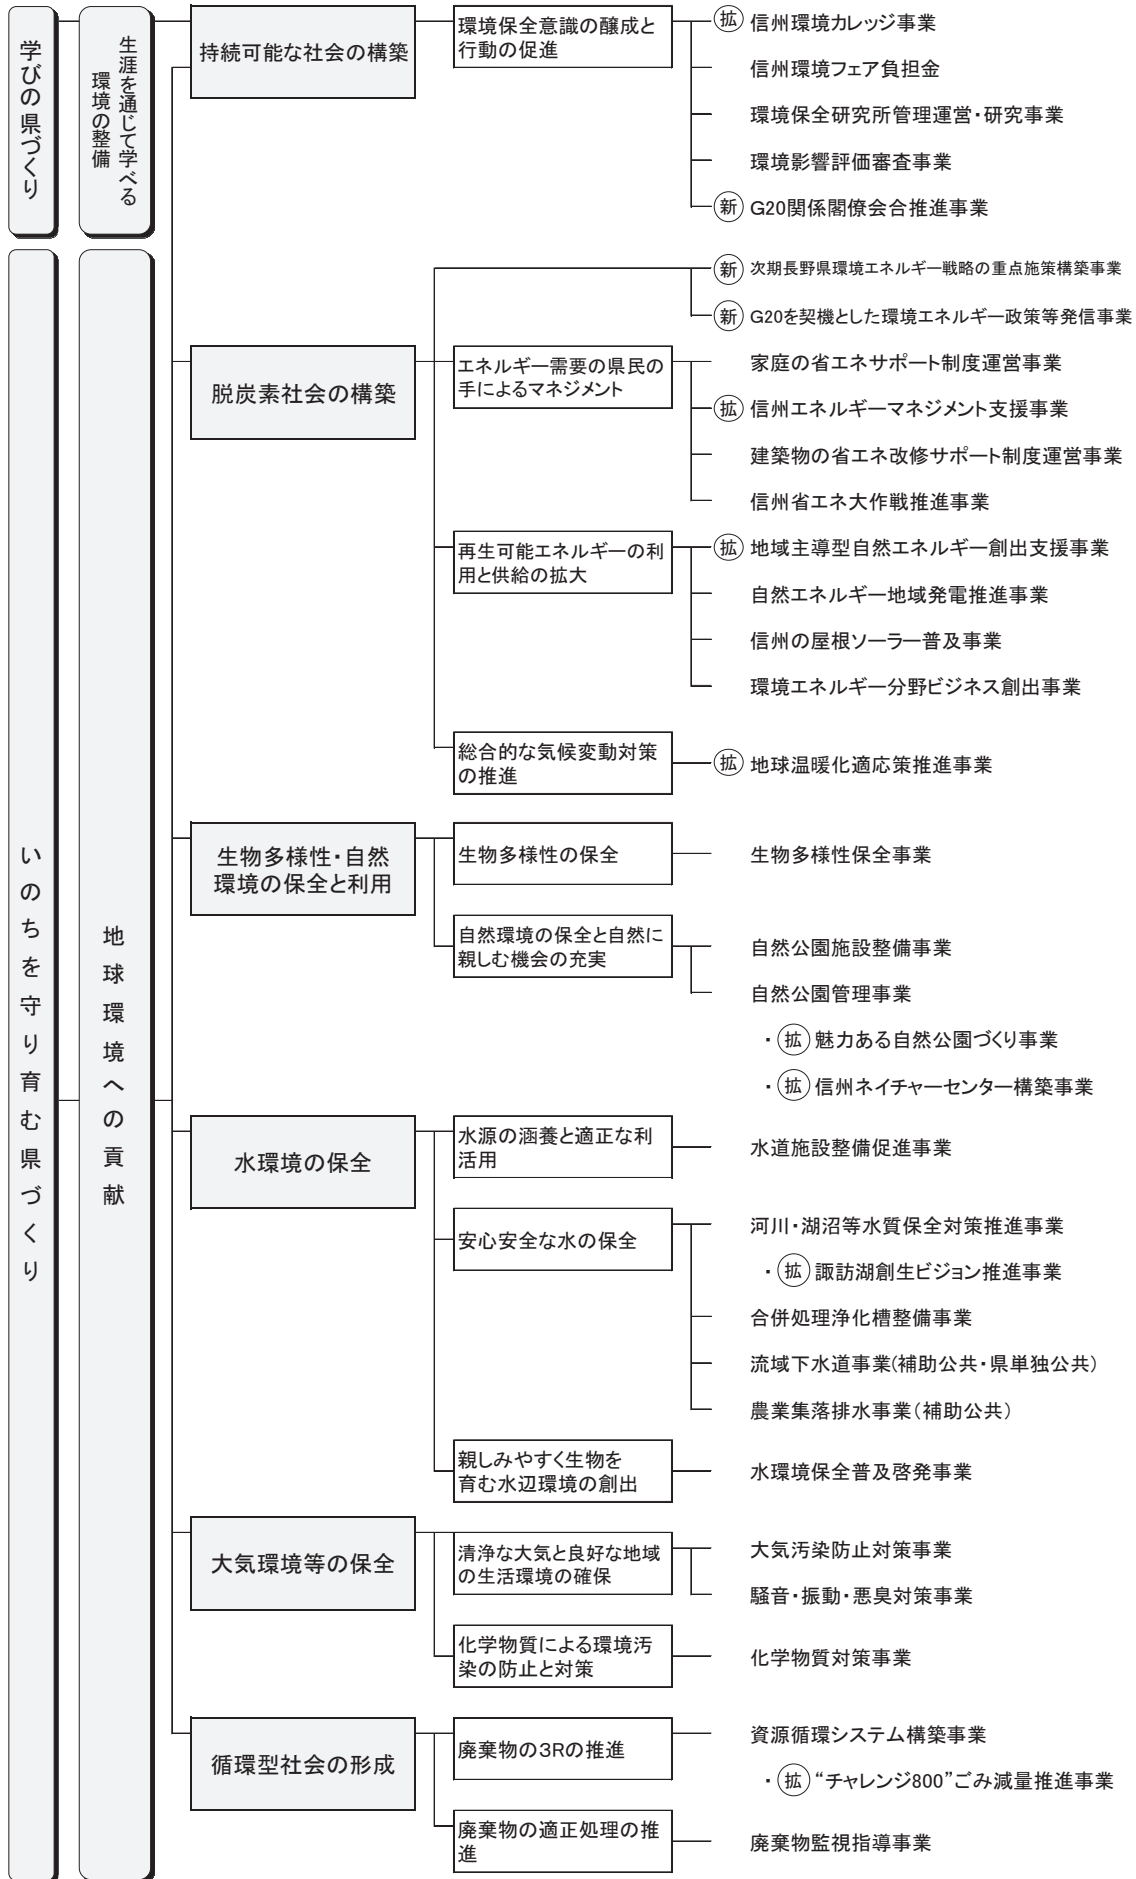 学びの県づくり
生涯を通じて学べる
環境の整備
持続可能な社会の構築
環境保全意識の醸成と
行動の促進
拡 信州環境カレッジ事業
信州環境フェア負担金
環境保全研究所管理運営・研究事業
環境影響評価審査事業
新 G20関係閣僚会合推進事業
いのちを守り育む県づくり
地球環境への貢献
脱炭素社会の構築
新 次期長野県環境エネルギー戦略の重点施策構築事業
新 G20を契機とした環境エネルギー政策等発信事業
エネルギー需要の県民の
手によるマネジメント
家庭の省エネサポート制度運営事業
拡 信州エネルギーマネジメント支援事業
建築物の省エネ改修サポート制度運営事業
信州省エネ大作戦推進事業
再生可能エネルギーの利
用と供給の拡大
拡 地域主導型自然エネルギー創出支援事業
自然エネルギー地域発電推進事業
信州の屋根ソーラー普及事業
環境エネルギー分野ビジネス創出事業
総合的な気候変動対策
の推進
拡 地球温暖化適応策推進事業
生物多様性・自然
環境の保全と利用
生物多様性の保全
生物多様性保全事業
自然環境の保全と自然に
親しむ機会の充実
自然公園施設整備事業
自然公園管理事業
・拡 魅力ある自然公園づくり事業
・拡 信州ネイチャーセンター構築事業
水環境の保全
水源の涵養と適正な利
活用
水道施設整備促進事業
安心安全な水の保全
河川・湖沼等水質保全対策推進事業
・拡 諏訪湖創生ビジョン推進事業
合併処理浄化槽整備事業
流域下水道事業(補助公共・県単独公共)
農業集落排水事業(補助公共)
親しみやすく生物を
育む水辺環境の創出
水環境保全普及啓発事業
大気環境等の保全
清浄な大気と良好な地域
の生活環境の確保
大気汚染防止対策事業
騒音・振動・悪臭対策事業
化学物質による環境汚
染の防止と対策
化学物質対策事業
循環型社会の形成
廃棄物の3Rの推進
資源循環システム構築事業
・拡 “チャレンジ800”ごみ減量推進事業
廃棄物の適正処理の推
進
廃棄物監視指導事業